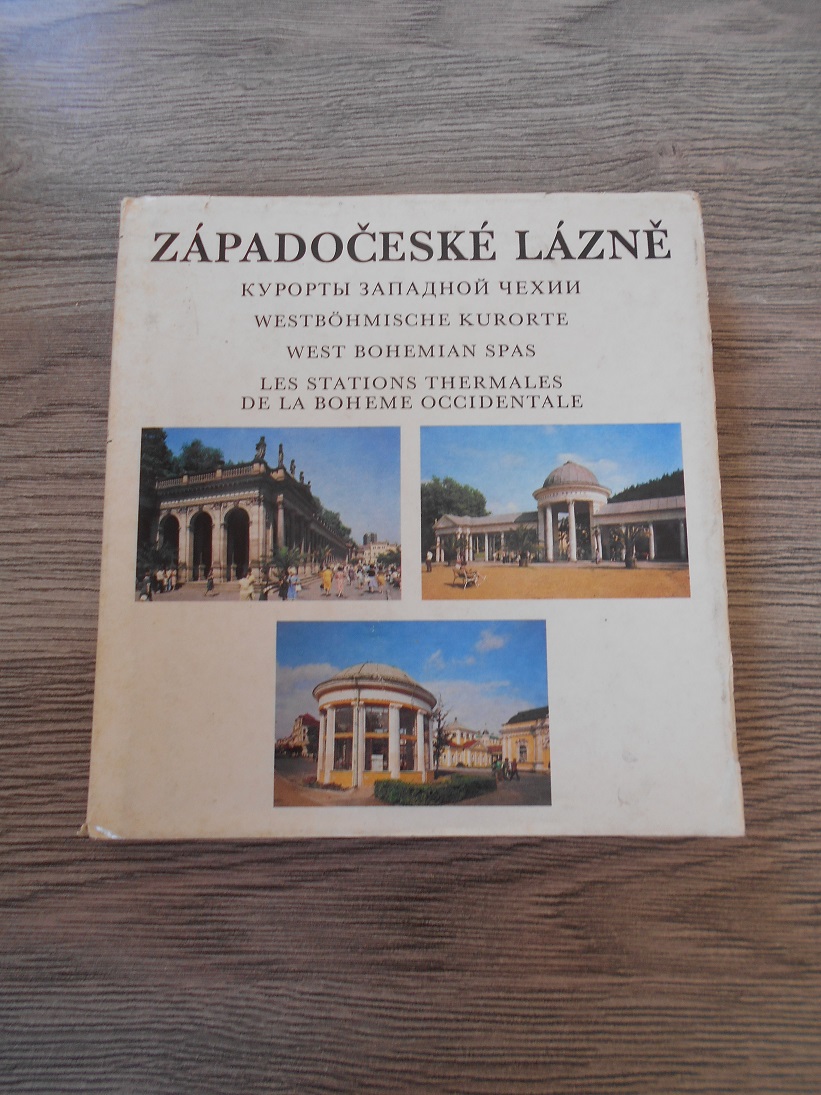 ZÁPADOČESKÉ LÁZNĚ
КУРОРТЫ ЗАПАДНОЙ ЧЕХИИ
WESTBÖHMISCHE KURORTE
WEST BOHEMIAN SPAS
LES STATIONS THERMALES
DE LA BOHEME OCCIDENTALE